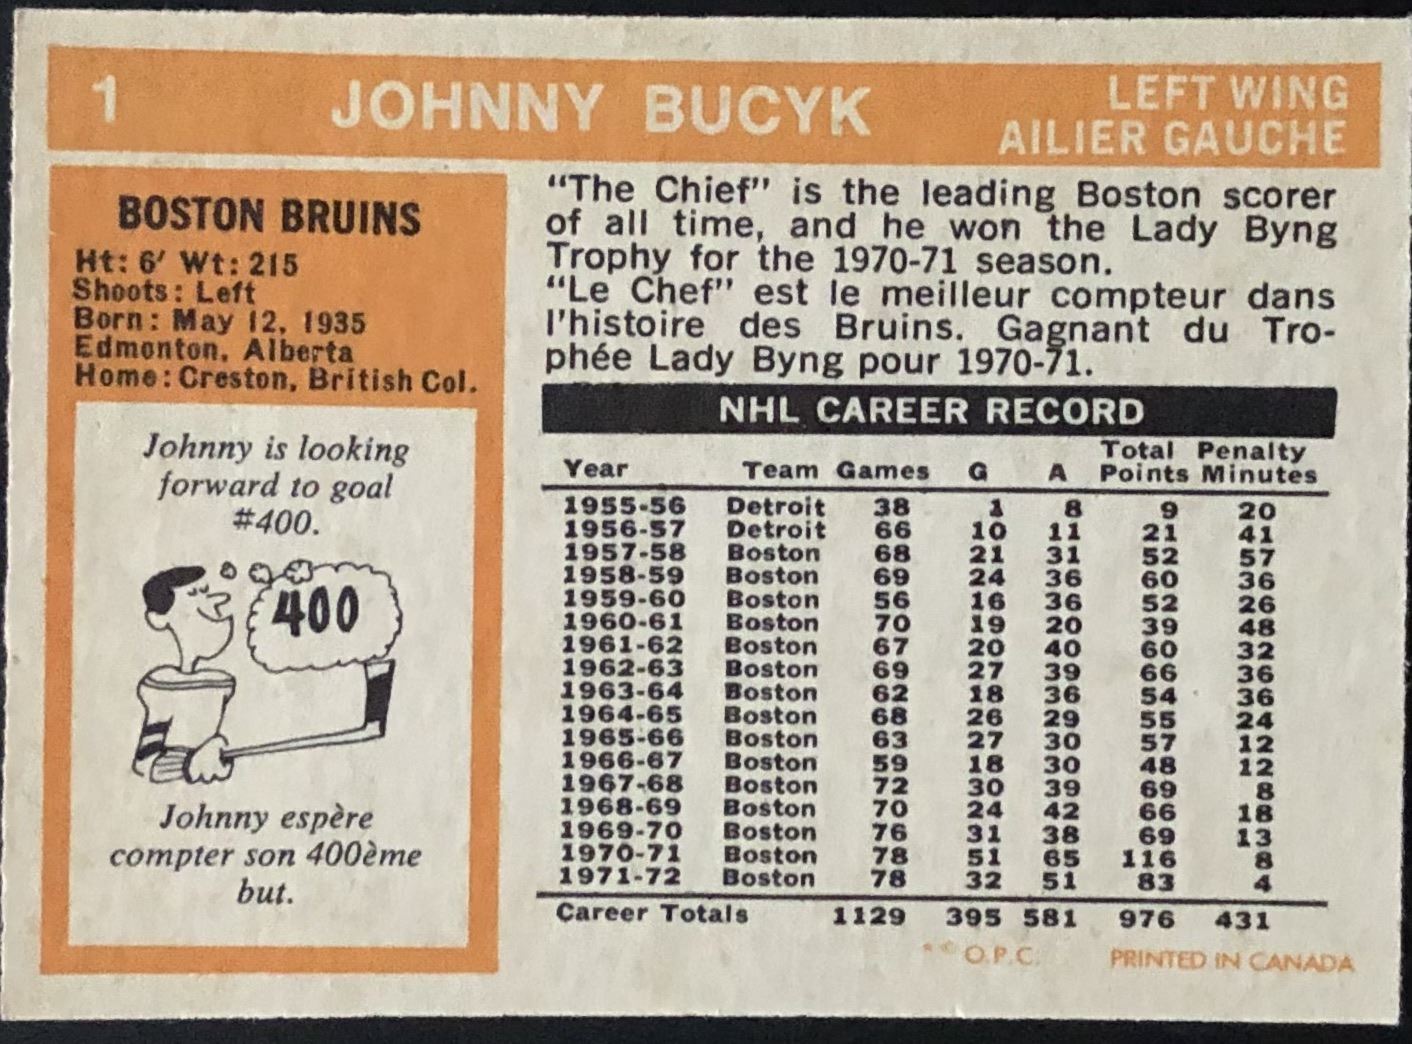 1 JOHNNY BUCYK LEFT WING
AILIER GAUCHE
BOSTON BRUINS
Ht: 6' Wt: 215
Shoots: Left
Born: May 12, 1935
Edmonton, Alberta
Home: Creston, British Col.
Johnny is looking
forward to goal
#400.
400
Johnny espère
compter son 400ème
but.
"The Chief" is the leading Boston scorer
of all time, and he won the Lady Byng
Trophy for the 1970-71 season.
"Le Chef" est le meilleur compteur dans
l'histoire des Bruins. Gagnant du Tro-
phée Lady Byng pour 1970-71.
NHL CAREER RECORD
Total Penalty
Year Team Games G A Points Minutes
1955-56 Detroit 38 1 8 9 20
1956-57 Detroit 66 10 11 21 41
1957-58 Boston 68 21 31 52 57
1958-59 Boston 69 24 36 60 36
1959-60 Boston 56 16 36 52 26
1960-61 Boston 70 19 20 39 48
1961-62 Boston 67 20 40 60 32
1962-63 Boston 69 27 39 66 36
1963-64 Boston 62 18 36 54 36
1964-65 Boston 68 26 29 55 24
1965-66 Boston 63 27 30 57 12
1966-67 Boston 59 18 30 48 12
1967-68 Boston 72 30 39 69 8
1968-69 Boston 70 24 42 66 18
1969-70 Boston 76 31 38 69 13
1970-71 Boston 78 51 65 116 8
1971-72 Boston 78 32 51 83 4
Career Totals 1129 395 581 976 431
* © O.P.C. PRINTED IN CANADA